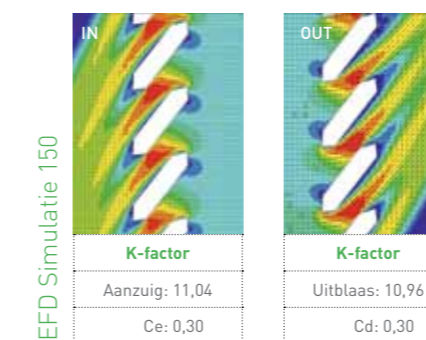 EFD Simulatie 150
IN
K-factor
Aanzuig: 11,04
Ce: 0,30
OUT
K-factor
Uitblaas: 10,96
Cd: 0,30